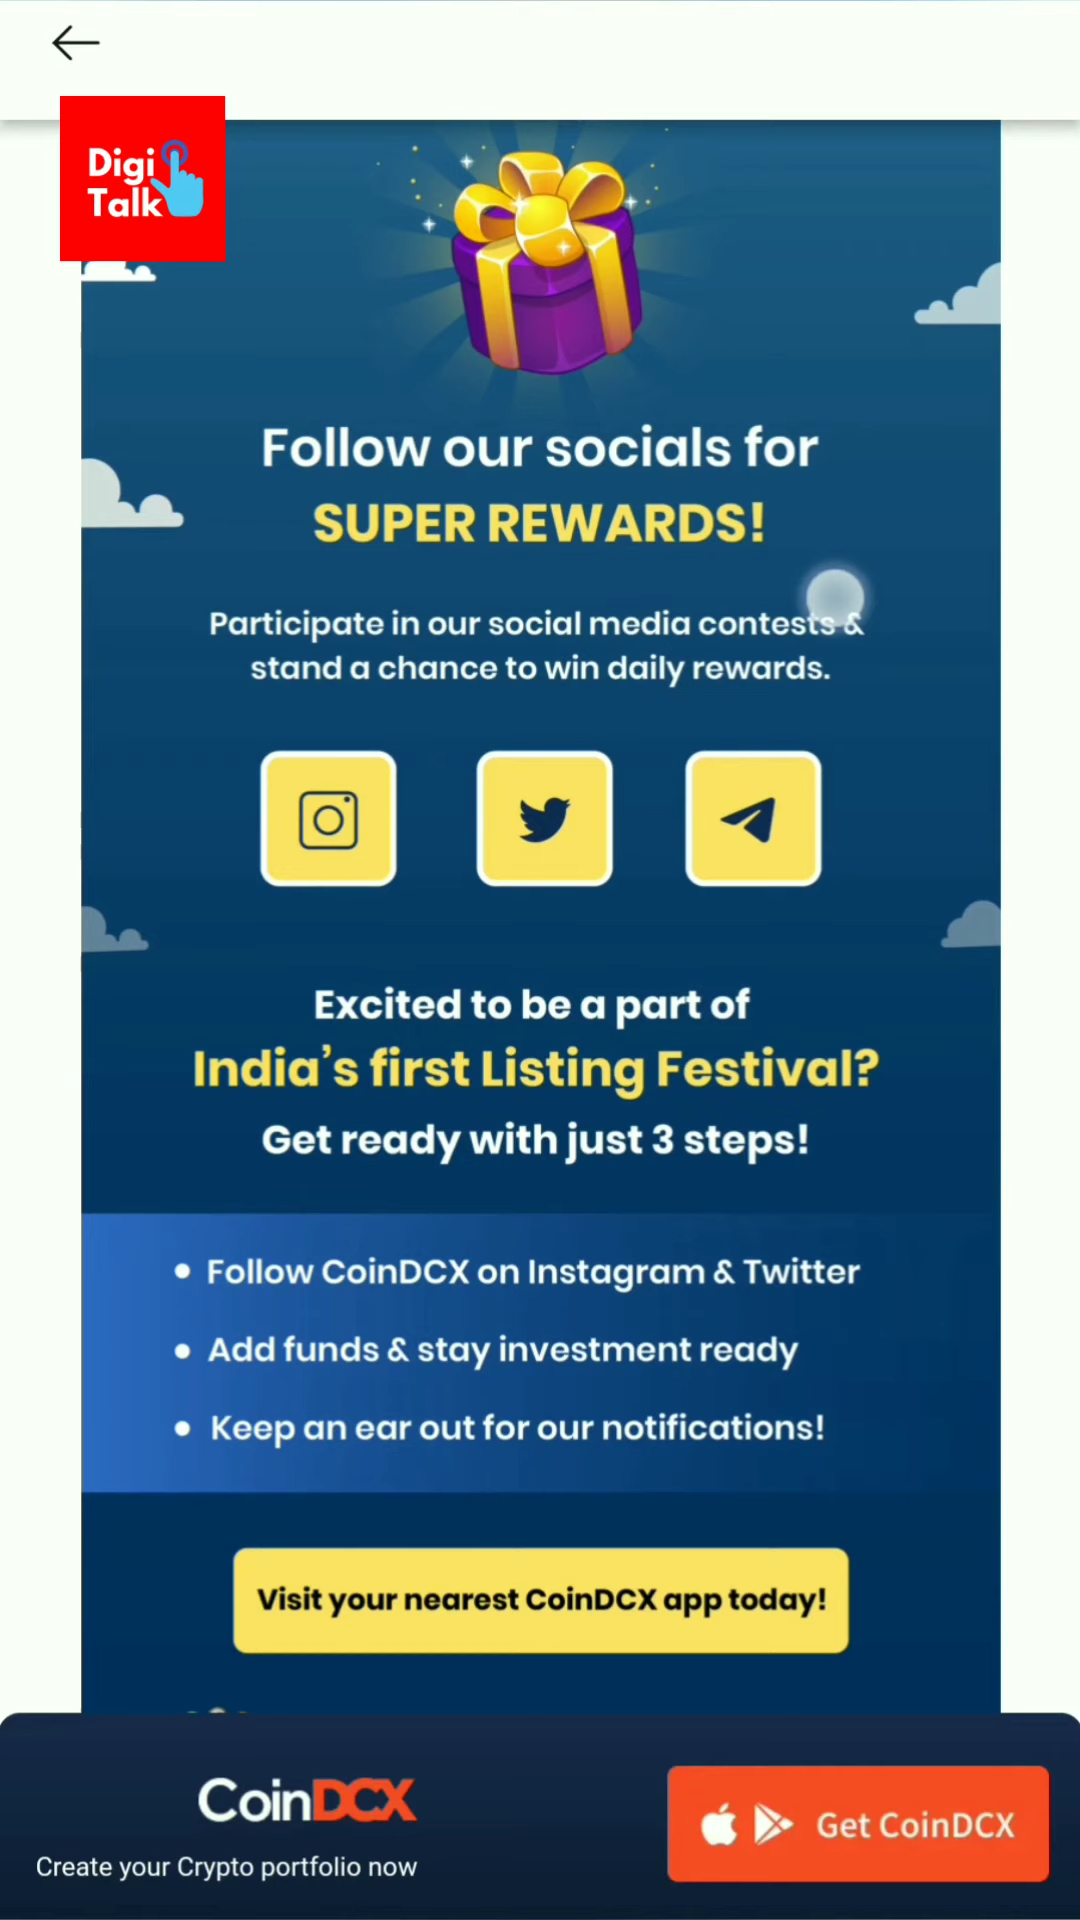 Digi
Talk
Follow our socials for
SUPER REWARDS!
Participate in our social media contests &
stand a chance to win daily rewards.
Excited to be a part of
India's first Listing Festival?
Get ready with just 3 steps!
• Follow CoinDCX on Instagram & Twitter
• Add funds & stay investment ready
• Keep an ear out for our notifications!
Visit your nearest CoinDCX app today!
CoinDCX
Create your Crypto portfolio now
Get CoinDCX